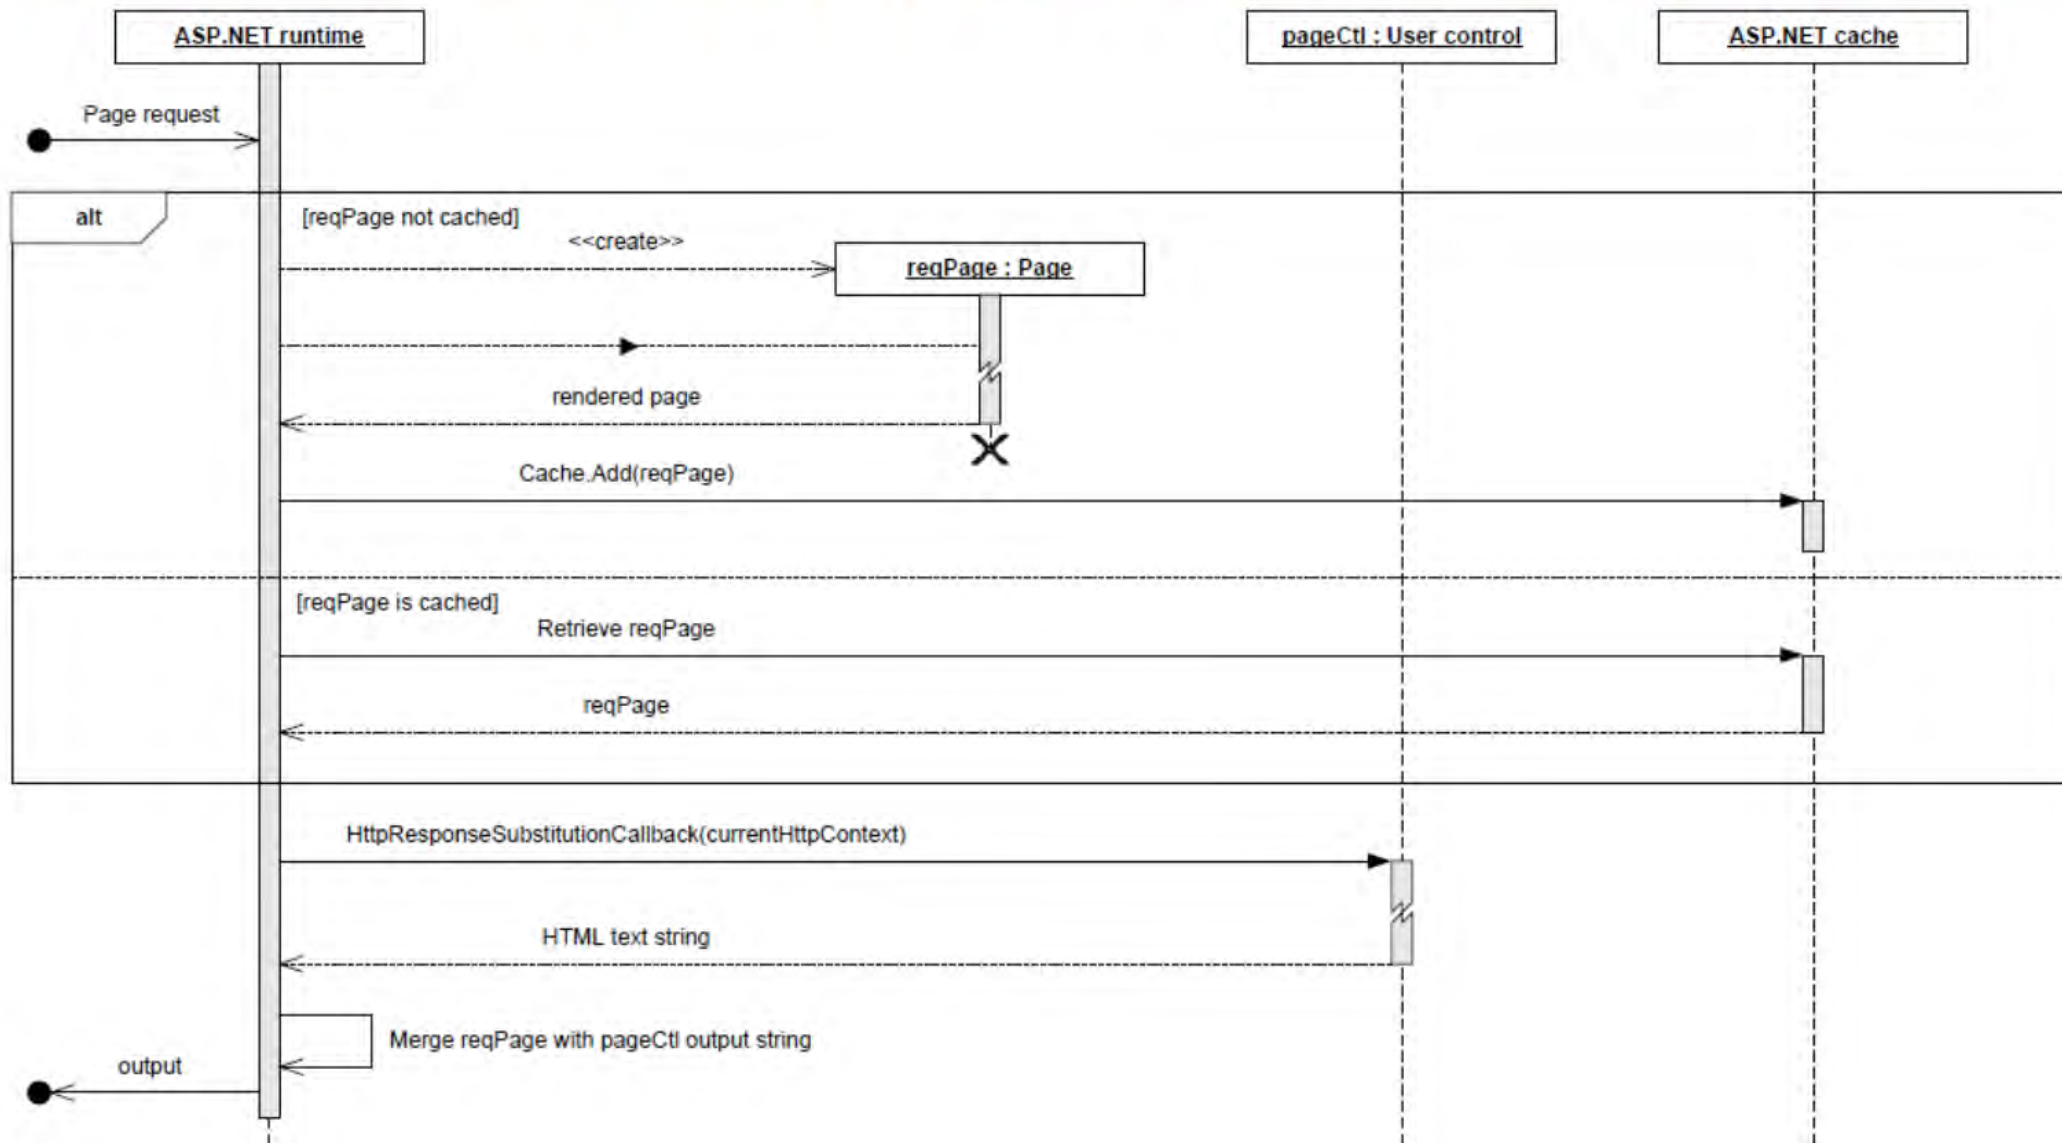 ASP.NET runtime
pageCtl : User control
ASP.NET cache
Page request
alt
[reqPage not cached]
<<create>>
reqPage : Page
rendered page
Cache.Add(reqPage)
[reqPage is cached]
Retrieve reqPage
reqPage
HttpResponseSubstitutionCallback(currentHttpContext)
HTML text string
Merge reqPage with pageCtl output string
output